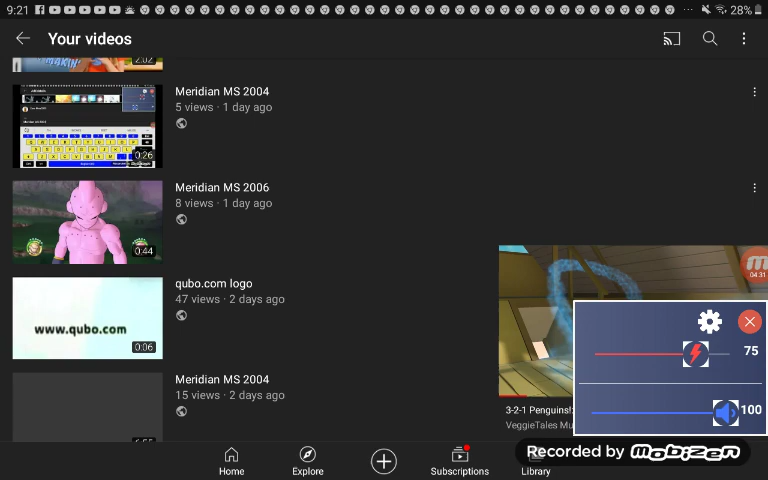 9:21
28%
Your videos
2:02
Meridian MS 2004
5 views · 1 day ago
0:26
Meridian MS 2006
8 views · 1 day ago
0:44
qubo.com logo
47 views · 2 days ago
www.qubo.com
0:06
04:31
75
100
Meridian MS 2004
15 views · 2 days ago
3-2-1 Penguins!
VeggieTales Mu
Recorded by Mobizen
Home
Explore
Subscriptions
Library